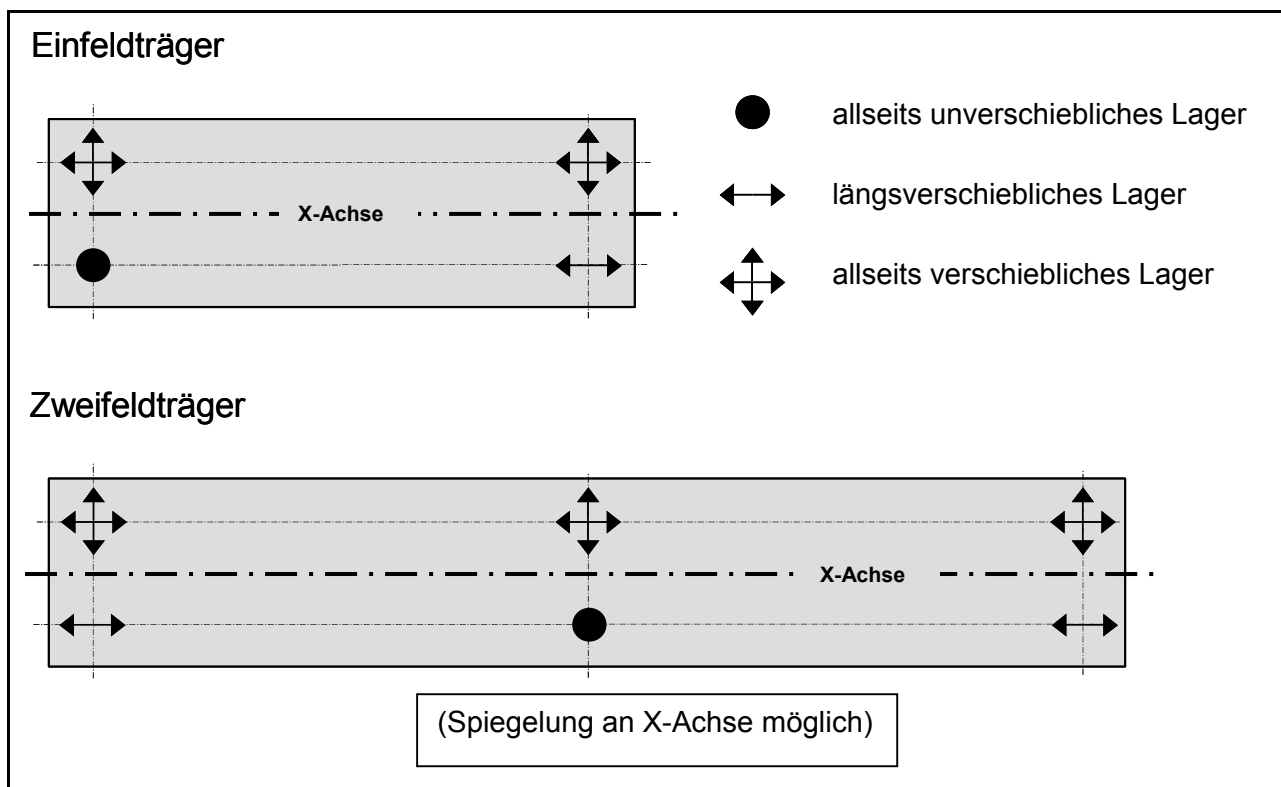 Einfeldträger
allseits unverschiebliches Lager
längsverschiebliches Lager
X-Achse
allseits verschiebliches Lager
Zweifeldträger
X-Achse
(Spiegelung an X-Achse möglich)